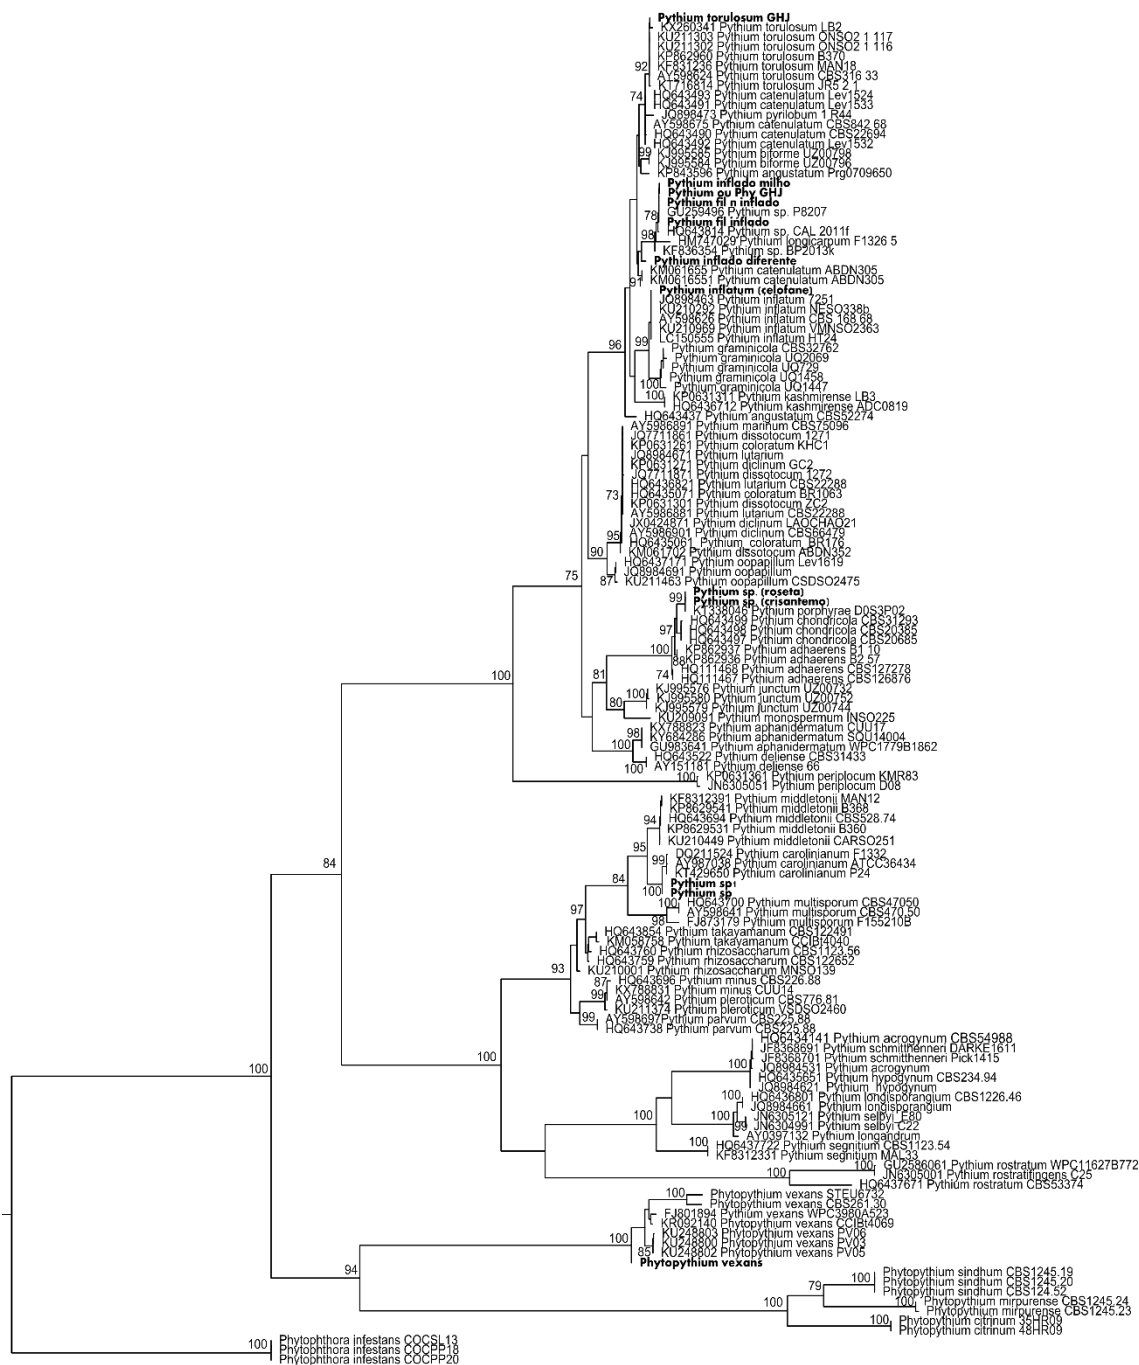 Pythium torulosum GHJ
KX260341 Pythium torulosum LB2
KU211303 Pythium torulosum ONSO2 1 117
KU211302 Pythium torulosum ONSO2 1 116
KP862960 Pythium torulosum B370
92 KF831236 Pythium torulosum MAN18
AY598624 Pythium torulosum CBS316 33
KT716814 Pythium torulosum JR5 2 1
74 HQ643493 Pythium catenulatum Lev1524
HQ643491 Pythium catenulatum Lev1533
JQ898473 Pythium pyrilobum 1 R44
AY598675 Pythium catenulatum CBS842 68
HQ643490 Pythium catenulatum CBS22694
HQ643492 Pythium catenulatum Lev1532
99 KJ995585 Pythium biforme UZ00798
KJ995584 Pythium biforme UZ00796
KP843596 Pythium angustatum Prg0709650
Pythium inflado milho
Pythium ou Phy GHJ
Pythium fil n inflado
78 GU259496 Pythium sp. P8207
Pythium fil inflado
98 HQ643814 Pythium sp. CAL 2011f
HM747029 Pythium longicarpum F1326 5
KF836354 Pythium sp. BP2013k
Pythium inflado diferente
KM061655 Pythium catenulatum ABDN305
91 KM0616551 Pythium catenulatum ABDN305
Pythium inflatum (celofane)
JQ898463 Pythium inflatum 7251
KU210292 Pythium inflatum NESO338b
AY598626 Pythium inflatum CBS 168 68
KU210969 Pythium inflatum VMNSO2363
LC150555 Pythium inflatum HT24
96 99 Pythium graminicola CBS32762
Pythium graminicola UQ2069
Pythium graminicola UQ729
Pythium graminicola UQ1458
100 Pythium graminicola UQ1447
100 KP0631311 Pythium kashmirense LB3
HQ6436712 Pythium kashmirense ADC0819
HQ643437 Pythium angustatum CBS52274
AY5986891 Pythium marinum CBS75096
JQ7711861 Pythium dissotocum 1271
KP0631261 Pythium coloratum KHC1
JQ8984671 Pythium lutarium
KP0631271 Pythium diclinum GC2
JQ7711871 Pythium dissotocum 1272
HQ6436821 Pythium lutarium CBS22288
73 HQ6435071 Pythium coloratum BR1063
KP0631301 Pythium dissotocum ZC2
AY5986881 Pythium lutarium CBS22288
JX0424871 Pythium diclinum LAOCHAO21
AY5986901 Pythium diclinum CBS66479
95 HQ6435061 Pythium coloratum BR176
90 KM061702 Pythium dissotocum ABDN352
HQ6437171 Pythium oopapillum Lev1619
75 JQ8984691 Pythium oopapillum
87 KU211463 Pythium oopapillum CSDSO2475
Pythium sp. (roseta)
99 Pythium sp. (crisantemo)
KT338046 Pythium porphyrae D0S3P02
HQ643499 Pythium chondricola CBS31293
97 HQ643498 Pythium chondricola CBS20385
HQ643497 Pythium chondricola CBS20685
100 KP862937 Pythium adhaerens B1 10
88 KP862936 Pythium adhaerens B2 57
HQ111468 Pythium adhaerens CBS127278
100 81 74 HQ111467 Pythium adhaerens CBS126876
KJ995576 Pythium junctum UZ00732
100 KJ995580 Pythium junctum UZ00752
80 KJ995579 Pythium junctum UZ00744
KU209091 Pythium monospermum INSO225
KX788823 Pythium aphanidermatum CUU17
98 KY684286 Pythium aphanidermatum SQU14004
100 GU983641 Pythium aphanidermatum WPC1779B1862
HQ643522 Pythium deliense CBS31433
100 AY151181 Pythium deliense 66
100 KP0631361 Pythium periplocum KMR83
JN6305051 Pythium periplocum D08
KF8312391 Pythium middletonii MAN12
KP8629541 Pythium middletonii B368
94 HQ643694 Pythium middletonii CBS528.74
KP8629531 Pythium middletonii B360
KU210449 Pythium middletonii CARSO251
95 DQ211524 Pythium carolinianum F1332
84 99 AY987038 Pythium carolinianum ATCC36434
KT429650 Pythium carolinianum P24
84 Pythium sp1
100 Pythium sp
100 HQ643700 Pythium multisporum CBS47050
97 AY598641 Pythium multisporum CBS470.50
98 FJ873179 Pythium multisporum F155210B
HQ643854 Pythium takayamanum CBS122491
KM058758 Pythium takayamanum CCIBt4040
HQ643760 Pythium rhizosaccharum CBS1123.56
HQ643759 Pythium rhizosaccharum CBS122652
93 KU210001 Pythium rhizosaccharum MNSO139
87 HQ643696 Pythium minus CBS226.88
KX788831 Pythium minus CUU14
99 AY598642 Pythium pleroticum CBS776.81
KU211374 Pythium pleroticum VSDSO2460
99 AY598697Pythium parvum CBS225.88
HQ643738 Pythium parvum CBS225.88
HQ6434141 Pythium acrogynum CBS54988
JF8368691 Pythium schmitthenneri DARKE1611
100 JF8368701 Pythium schmitthenneri Pick1415
100 JQ8984531 Pythium acrogynum
100 HQ6435651 Pythium hypogynum CBS234.94
JQ8984621 Pythium hypogynum
HQ6436801 Pythium longisporangium CBS1226.46
JQ8984661 Pythium longisporangium
100 100 JN6305121 Pythium selbyi E80
99 JN6304991 Pythium selbyi C22
AY0397132 Pythium longandrum
100 HQ6437722 Pythium segnitium CBS1123.54
KF8312331 Pythium segnitium MAL33
100 GU2586061 Pythium rostratum WPC11627B772
100 JN6305001 Pythium rostratifingens C25
HQ6437671 Pythium rostratum CBS53374
100 Phytopythium vexans STEU6732
Phytopythium vexans CBS261.30
FJ801894 Pythium vexans WPC3980A523
KR092140 Phytopythium vexans CCIBt4069
KU248803 Phytopythium vexans PV06
100 KU248800 Phytopythium vexans PV03
85 KU248802 Phytopythium vexans PV05
Phytopythium vexans
94 Phytopythium sindhum CBS1245.19
100 Phytopythium sindhum CBS1245.20
79 Phytopythium sindhum CBS124.52
100 Phytopythium mirpurense CBS1245.24
100 Phytopythium mirpurense CBS1245.23
100 Phytopythium citrinum 35HR09
Phytopythium citrinum 48HR09
Phytophthora infestans COCSL13
100 Phytophthora infestans COCPP18
Phytophthora infestans COCPP20